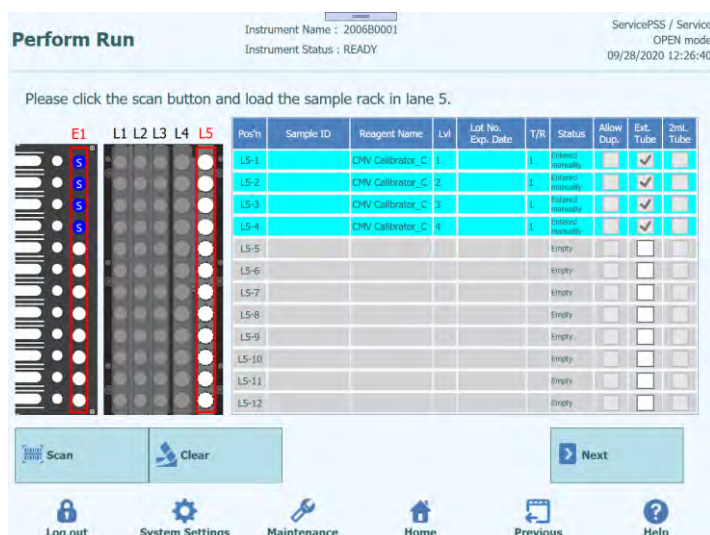 Perform Run
Instrument Name : 2006B0001
Instrument Status : READY
ServicePSS / Service
OPEN mode
09/28/2020 12:26:40
Please click the scan button and load the sample rack in lane 5.
E1 L1 L2 L3 L4 L5
Pos'n Sample ID Reagent Name Lvl Lot No. Exp. Date T/R Status Allow Dup. Ext. Tube 2mL Tube
L5-1 CMV Calibrator_C 1 1 Entered manually
L5-2 CMV Calibrator_C 2 1 Entered manually
L5-3 CMV Calibrator_C 3 1 Entered manually
L5-4 CMV Calibrator_C 4 1 Entered manually
L5-5 Empty
L5-6 Empty
L5-7 Empty
L5-8 Empty
L5-9 Empty
L5-10 Empty
L5-11 Empty
L5-12 Empty
S
S
S
S
Scan Clear Next
Log out System Settings Maintenance Home Previous Help